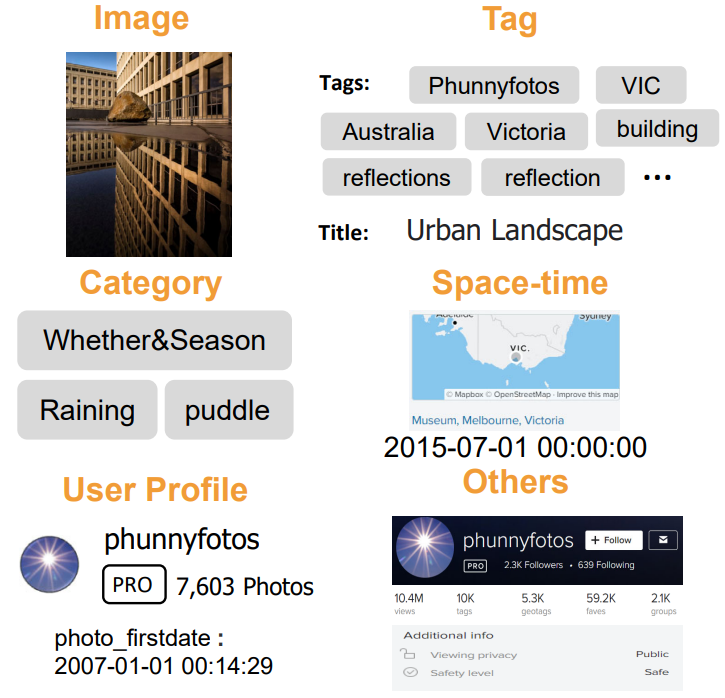 Image
Tag
Tags:
Phunnyfotos
VIC
Australia
Victoria
building
reflections
reflection
...
Title:
Urban Landscape
Category
Whether&Season
Raining
puddle
Space-time
Adelaide
Sydney
VIC.
© Mapbox © OpenStreetMap · Improve this map
Museum, Melbourne, Victoria
2015-07-01 00:00:00
User Profile
phunnyfotos
PRO
7,603 Photos
photo_firstdate :
2007-01-01 00:14:29
Others
phunnyfotos
+ Follow
PRO
2.3K Followers • 639 Following
10.4M
10K
5.3K
59.2K
2.1K
views
tags
geotags
faves
groups
Additional info
Viewing privacy
Public
Safety level
Safe